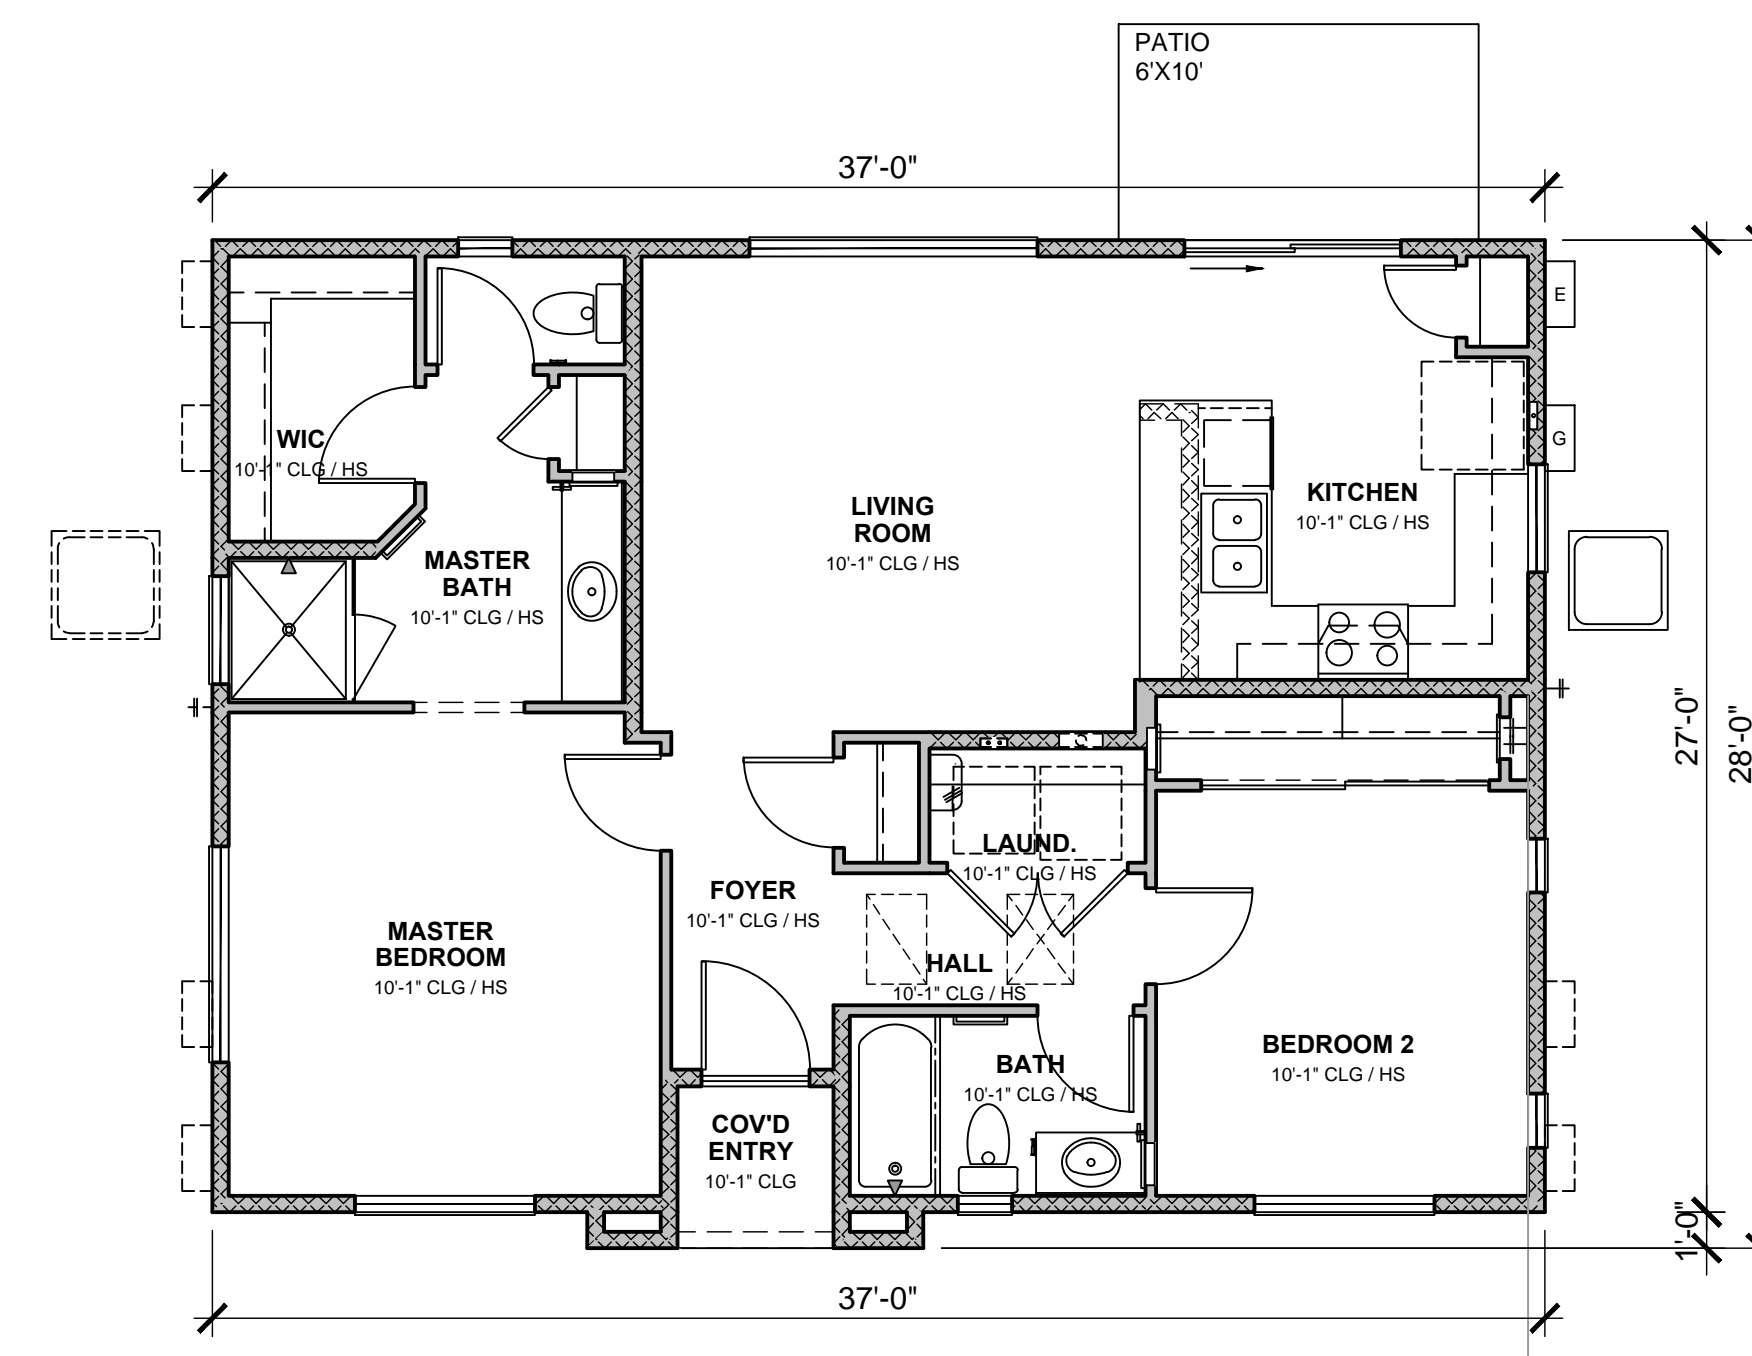 PATIO
6'X10'
37'-0"
E
WIC
10'-1" CLG / HS
G
LIVING
ROOM
10'-1" CLG / HS
KITCHEN
10'-1" CLG / HS
MASTER
BATH
10'-1" CLG / HS
27'-0"
28'-0"
LAUND.
10'-1" CLG / HS
FOYER
10'-1" CLG / HS
MASTER
BEDROOM
10'-1" CLG / HS
HALL
10'-1" CLG / HS
BATH
10'-1" CLG / HS
BEDROOM 2
10'-1" CLG / HS
COV'D
ENTRY
10'-1" CLG
1'-0"
37'-0"